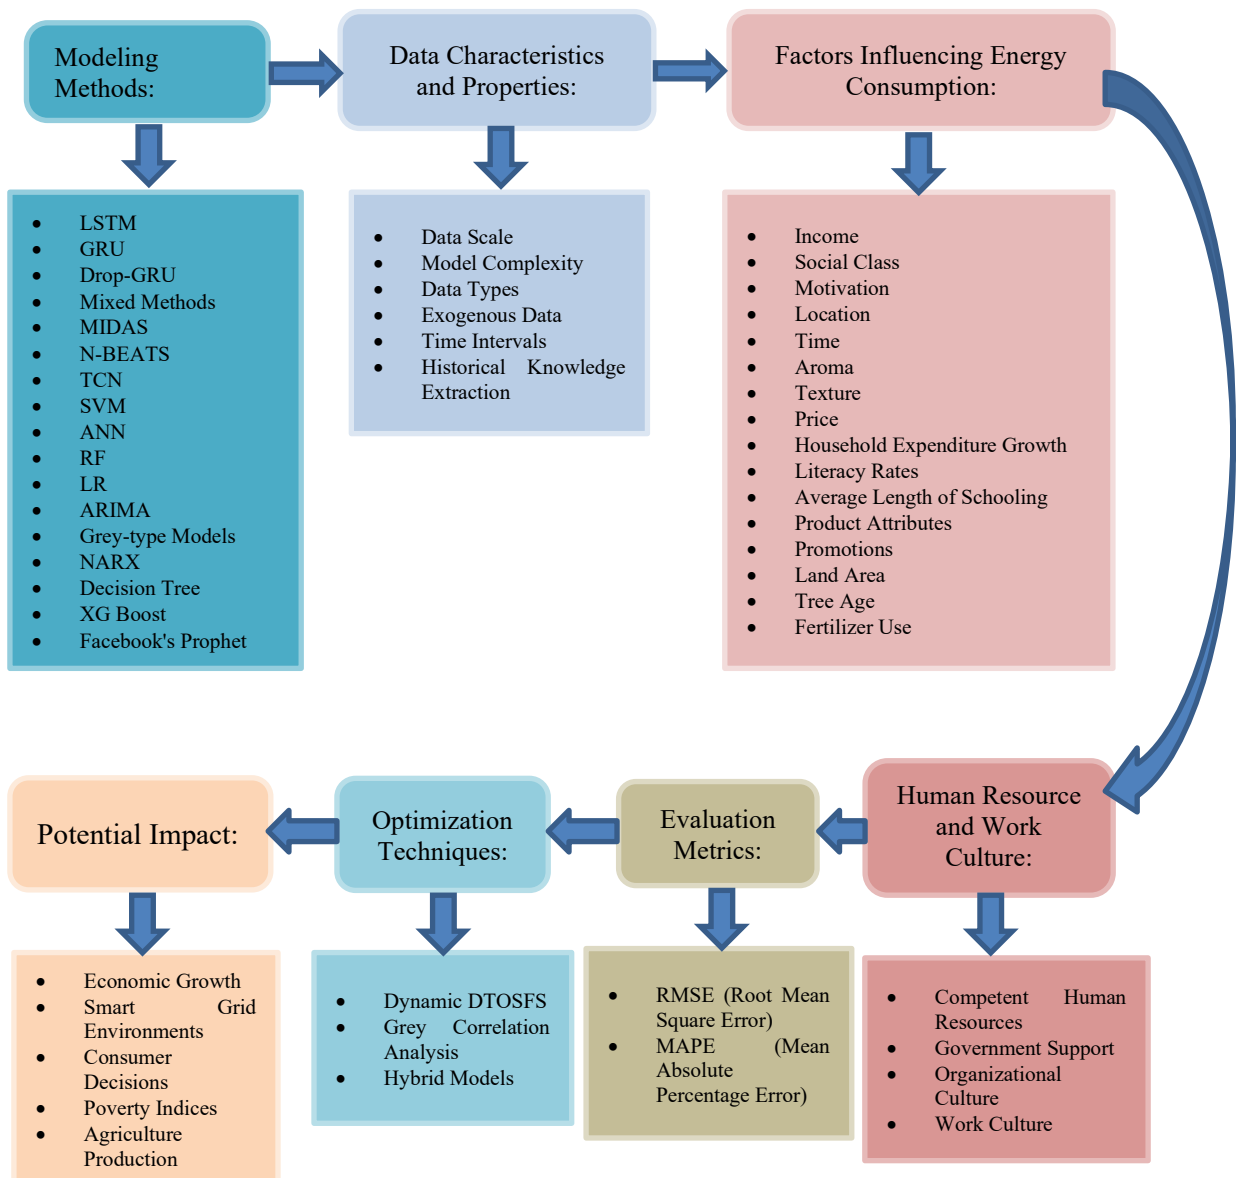 Modeling
Methods:
Data Characteristics
and Properties:
Factors Influencing Energy
Consumption:
• LSTM
• GRU
• Drop-GRU
• Mixed Methods
• MIDAS
• N-BEATS
• TCN
• SVM
• ANN
• RF
• LR
• ARIMA
• Grey-type Models
• NARX
• Decision Tree
• XG Boost
• Facebook's Prophet
• Data Scale
• Model Complexity
• Data Types
• Exogenous Data
• Time Intervals
• Historical Knowledge
Extraction
• Income
• Social Class
• Motivation
• Location
• Time
• Aroma
• Texture
• Price
• Household Expenditure Growth
• Literacy Rates
• Average Length of Schooling
• Product Attributes
• Promotions
• Land Area
• Tree Age
• Fertilizer Use
Human Resource
and Work
Culture:
Evaluation
Metrics:
Optimization
Techniques:
Potential Impact:
• Competent Human
Resources
• Government Support
• Organizational
Culture
• Work Culture
• RMSE (Root Mean
Square Error)
• MAPE (Mean
Absolute
Percentage Error)
• Dynamic DTOSFS
• Grey Correlation
Analysis
• Hybrid Models
• Economic Growth
• Smart Grid
Environments
• Consumer
Decisions
• Poverty Indices
• Agriculture
Production